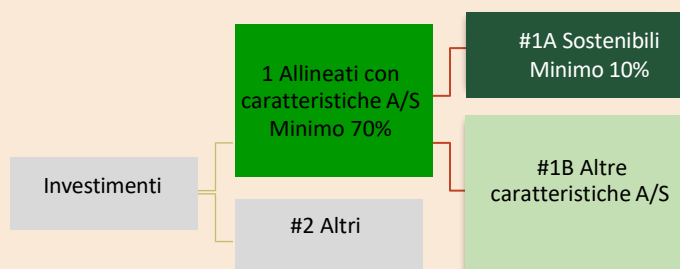 Investimenti
1 Allineati con
caratteristiche A/S
Minimo 70%
#2 Altri
#1A Sostenibili
Minimo 10%
#1B Altre
caratteristiche A/S